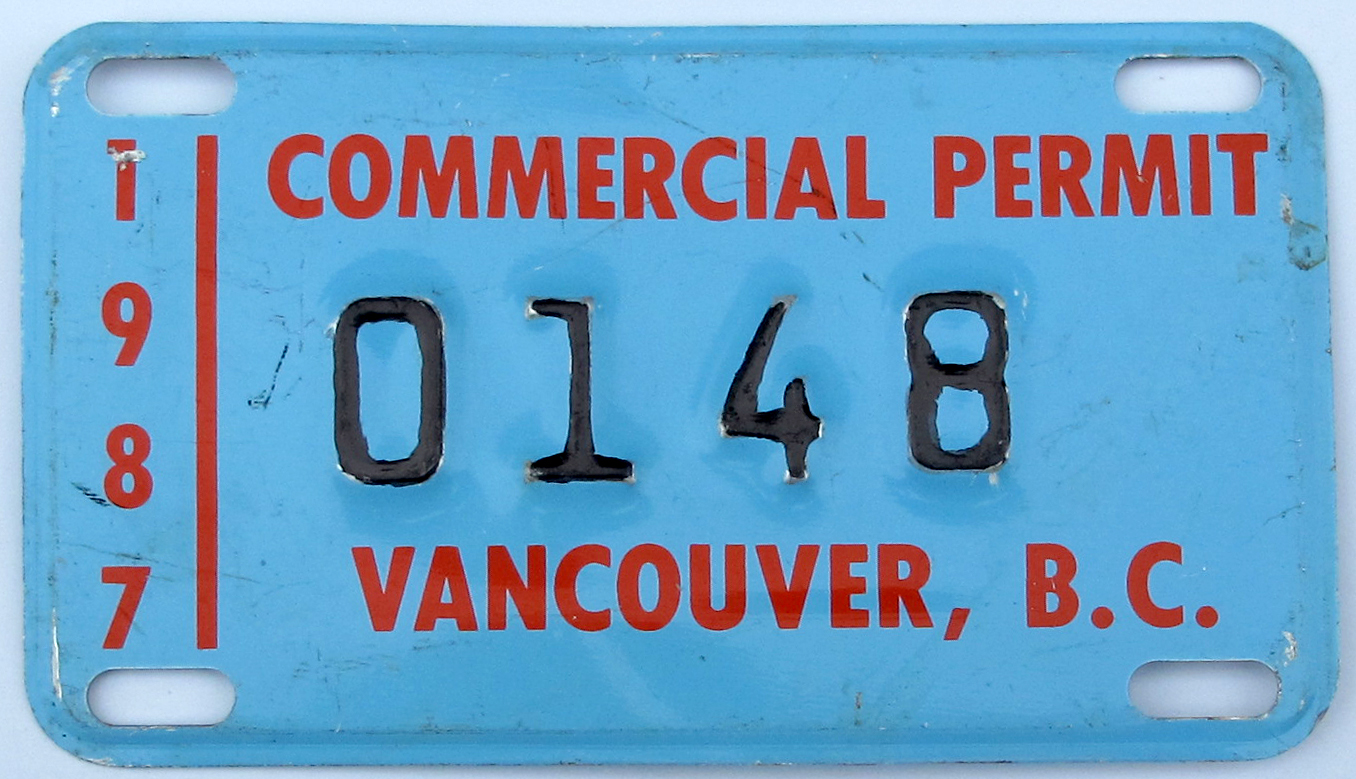 1987
COMMERCIAL PERMIT
0148
VANCOUVER, B.C.